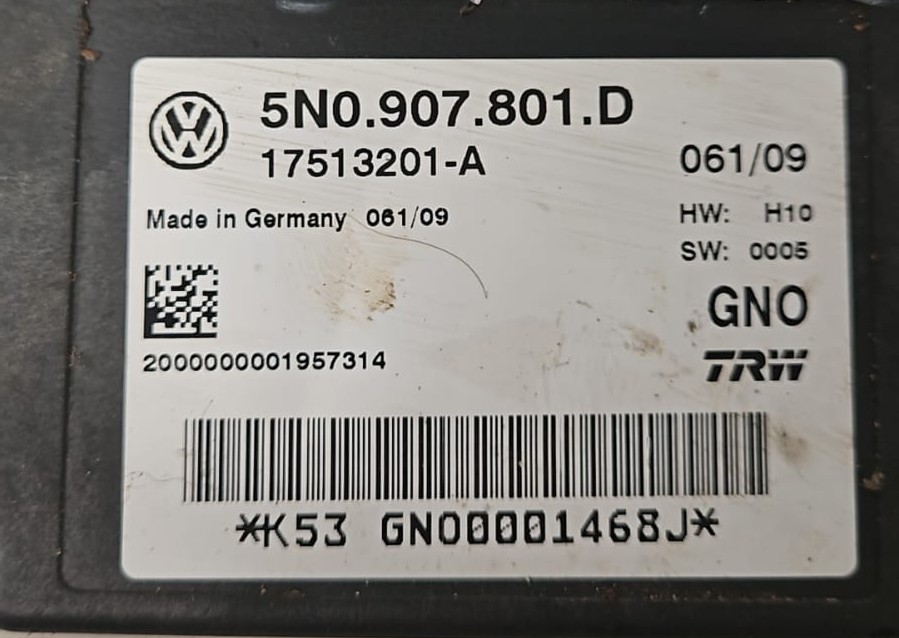 5N0.907.801.D
17513201-A
061/09
Made in Germany 061/09
HW: H10
SW: 0005
GNO
2000000001957314
TRW
*K53 GNO00001468J*